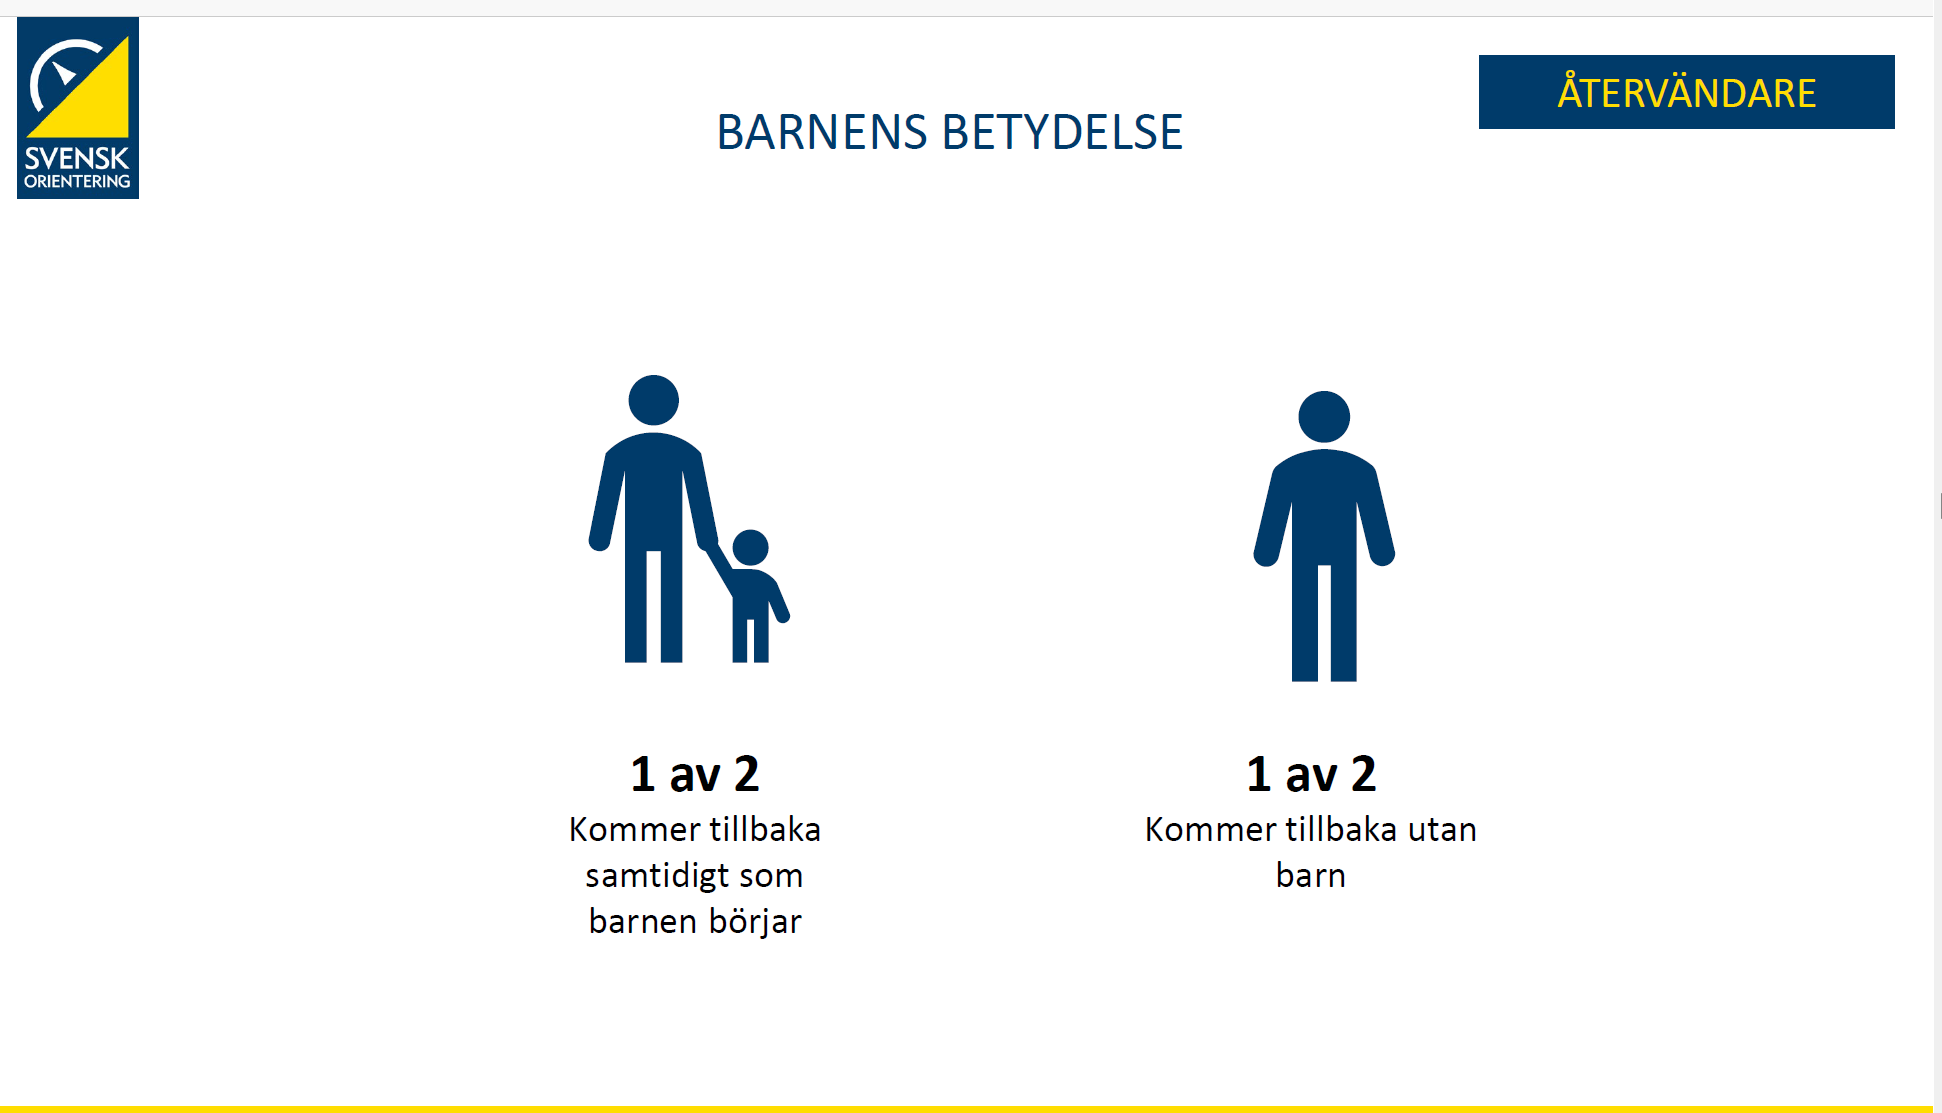 SVENSK
ORIENTERING
ÅTERVÄNDARE
BARNENS BETYDELSE
1 av 2
Kommer tillbaka
samtidigt som
barnen börjar
1 av 2
Kommer tillbaka utan
barn